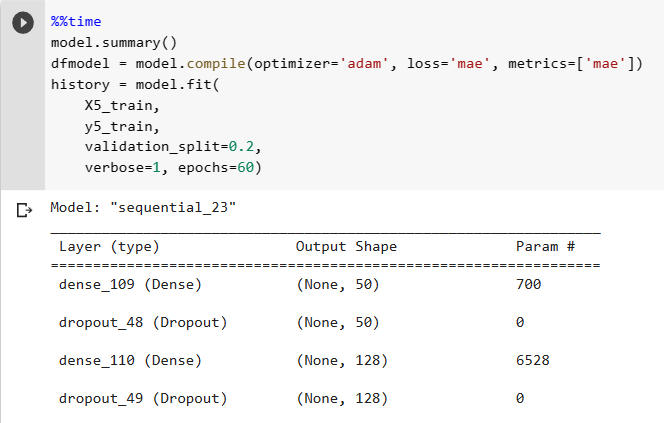 %%time
model.summary()
dfmodel = model.compile(optimizer='adam', loss='mae', metrics=['mae'])
history = model.fit(
    X5_train,
    y5_train,
    validation_split=0.2,
    verbose=1, epochs=60)
Model: "sequential_23"
_________________________________________________________________
Layer (type) Output Shape Param #
=================================================================
dense_109 (Dense) (None, 50) 700
dropout_48 (Dropout) (None, 50) 0
dense_110 (Dense) (None, 128) 6528
dropout_49 (Dropout) (None, 128) 0